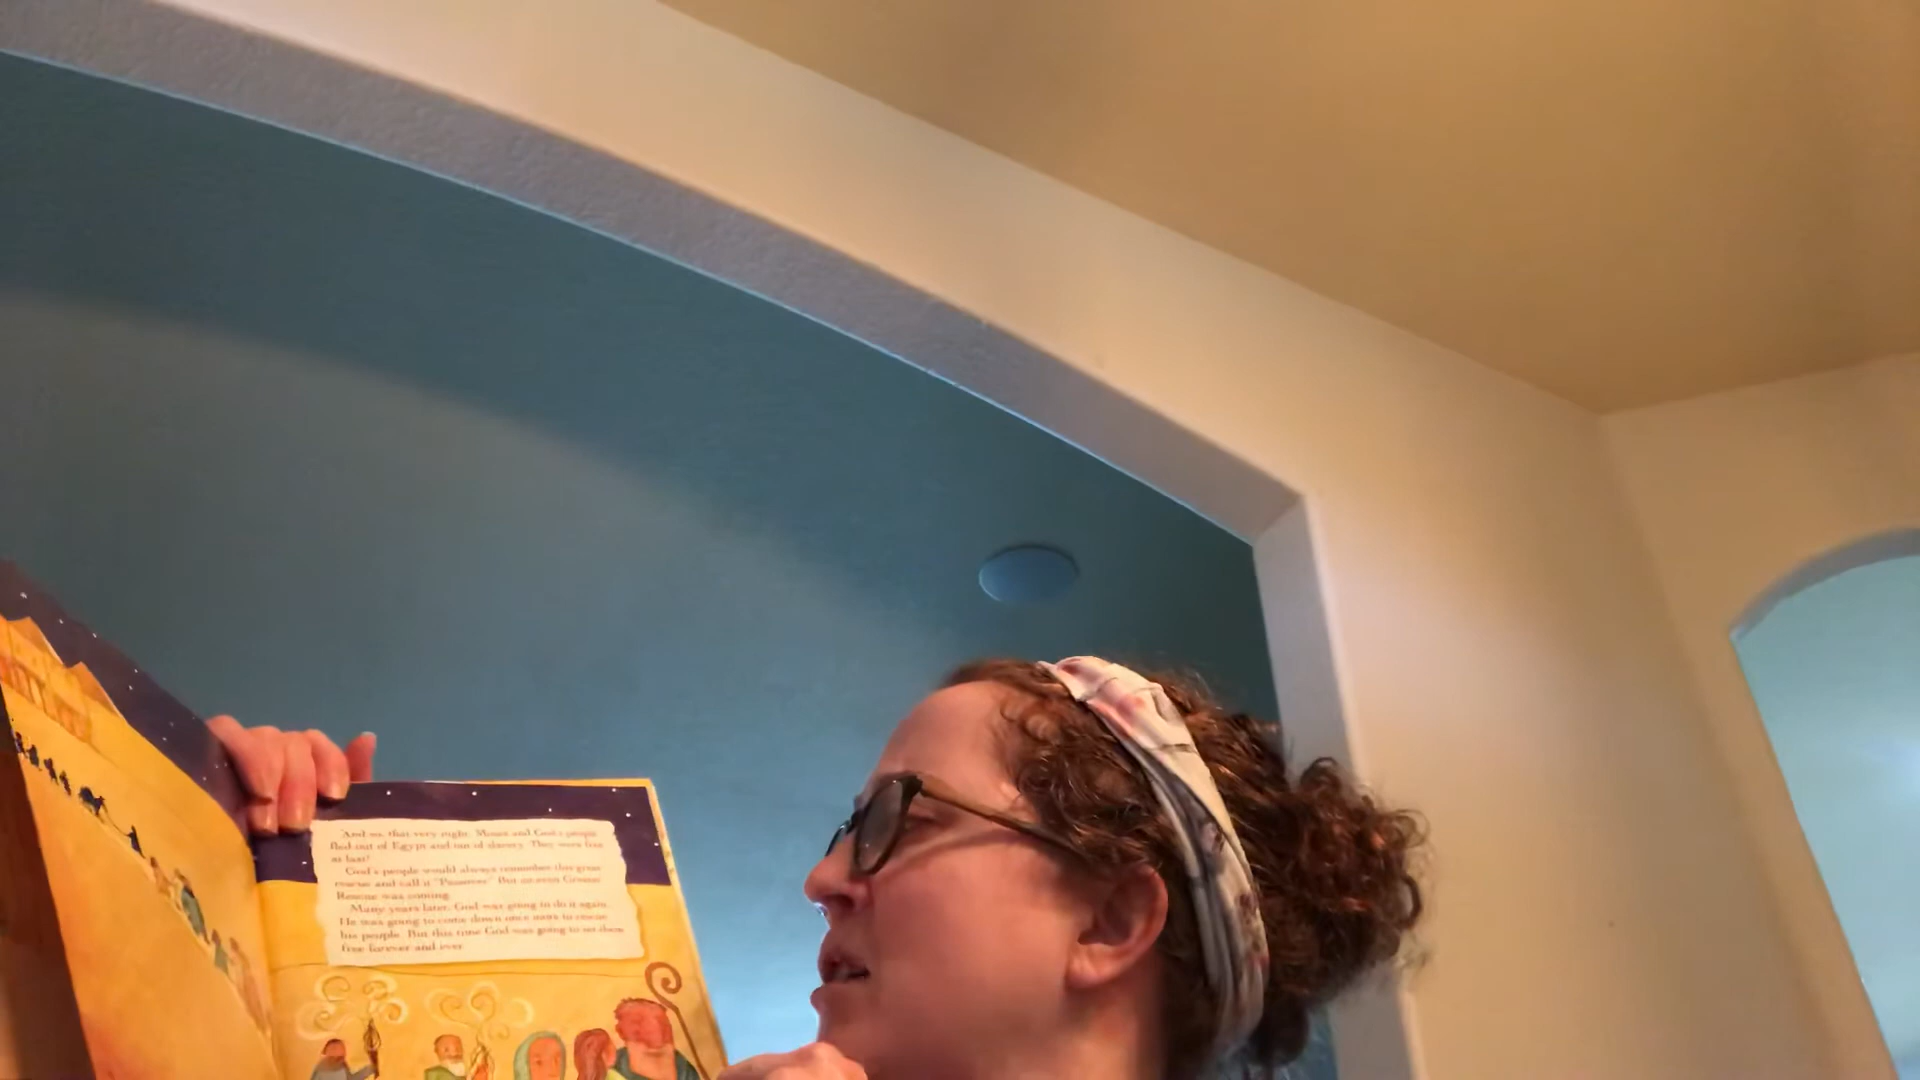 And so, that very night, Moses and God's people
fled out of Egypt and out of slavery. They were free
at last!
God's people would always remember this great
rescue and call it "Passover." But an even Greater
Rescue was coming.
Many years later, God was going to do it again.
He was going to come down once more to rescue
his people. But this time God was going to set them
free forever and ever.